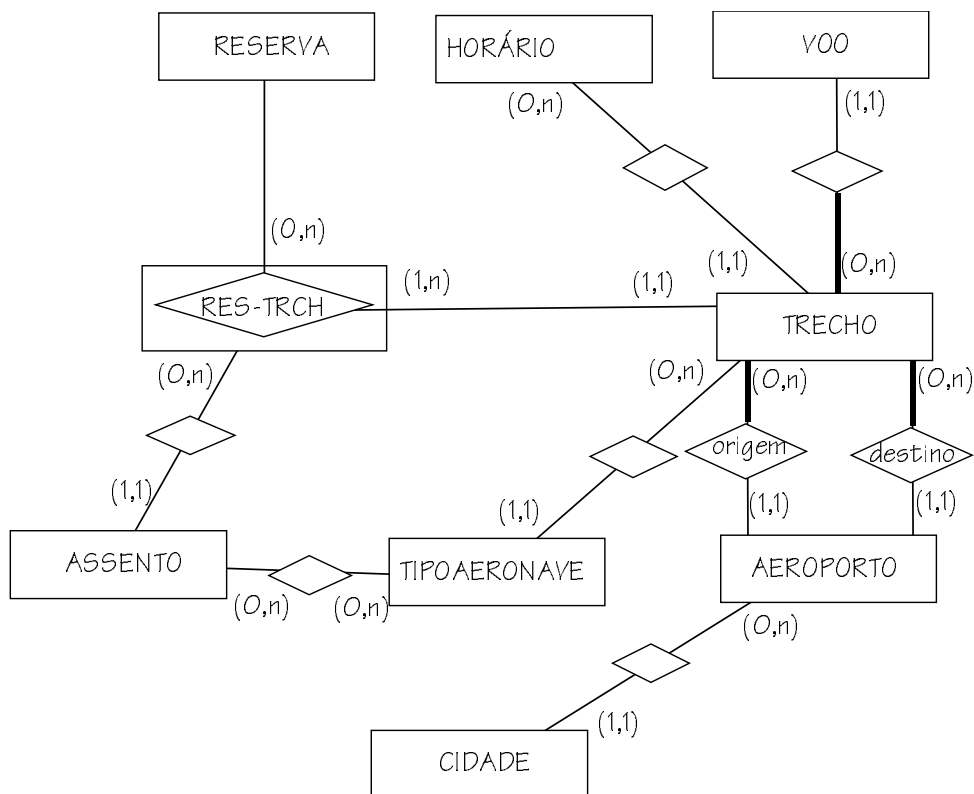 RESERVA
HORÁRIO
VOO
(0,n)
(1,1)
(0,n)
(1,1)
(0,n)
(1,n)
(1,1)
RES-TRCH
TRECHO
(0,n)
(0,n)
(0,n)
(0,n)
origem
destino
(1,1)
(1,1)
(1,1)
(1,1)
ASSENTO
TIPOAERONAVE
AEROPORTO
(0,n)
(0,n)
(0,n)
(1,1)
CIDADE